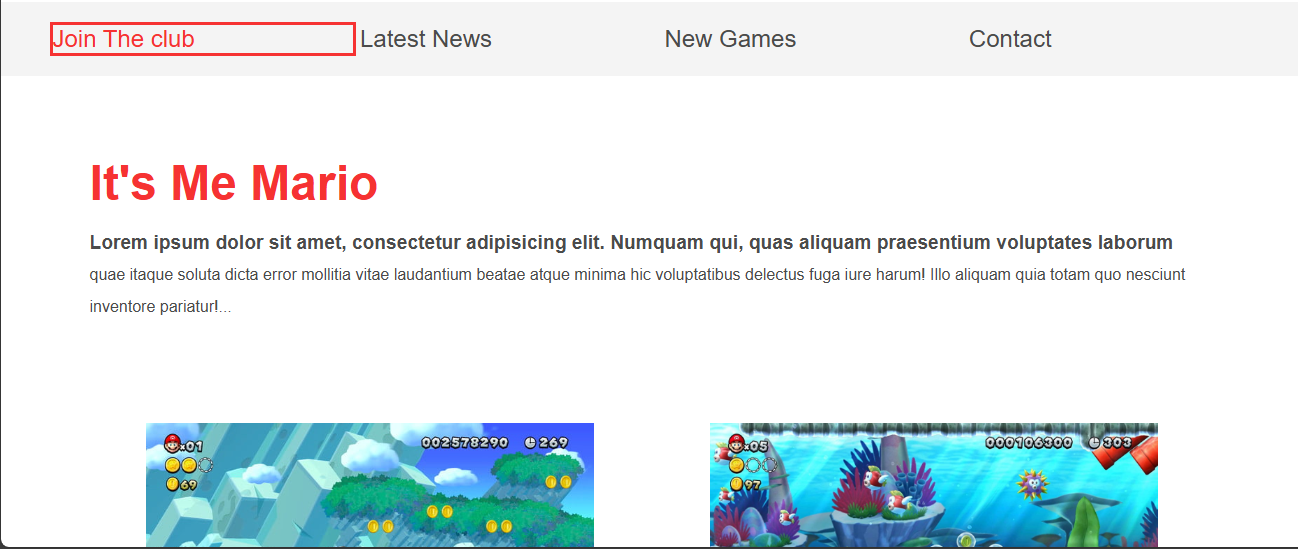 Join The club Latest News New Games Contact
It's Me Mario
Lorem ipsum dolor sit amet, consectetur adipisicing elit. Numquam qui, quas aliquam praesentium voluptates laborum
quae itaque soluta dicta error mollitia vitae laudantium beatae atque minima hic voluptatibus delectus fuga iure harum! Illo aliquam quia totam quo nesciunt
inventore pariatur!...
x01 002578290 269
69
x05 000106300 303
97